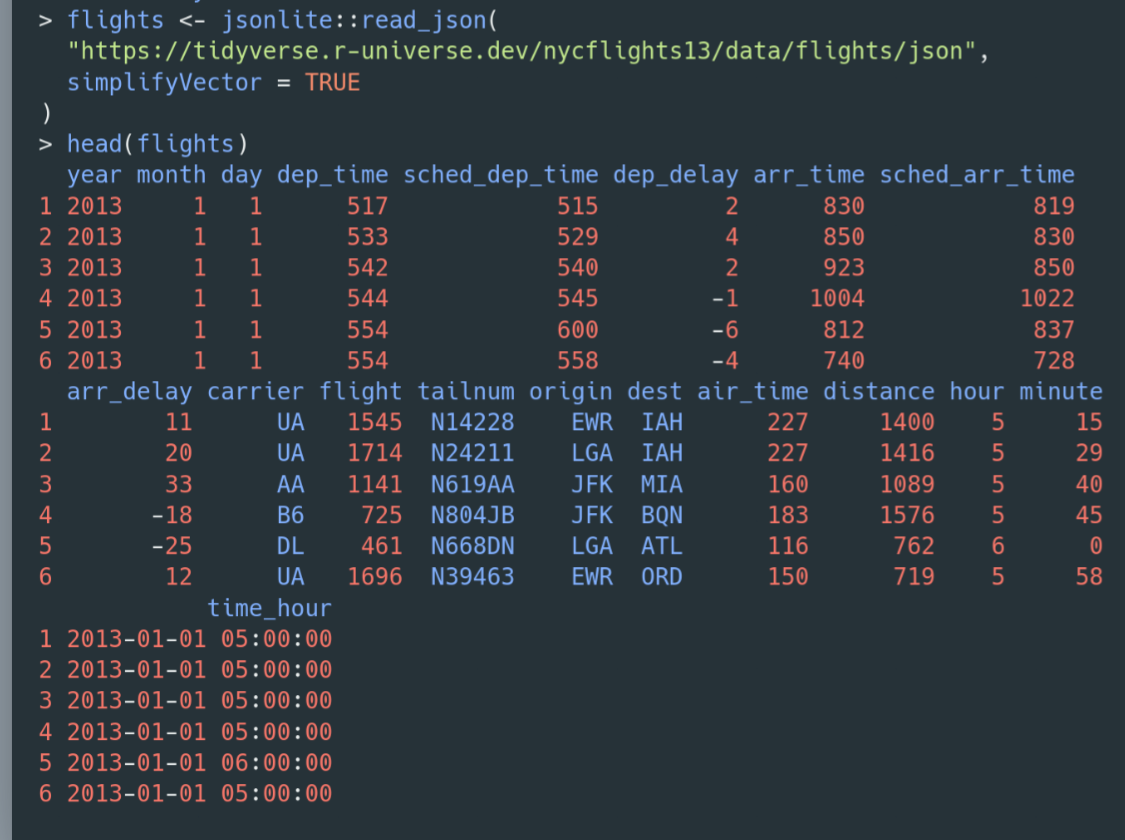 > flights <- jsonlite::read_json(
  "https://tidyverse.r-universe.dev/nycflights13/data/flights/json",
  simplifyVector = TRUE
)
> head(flights)
  year month day dep_time sched_dep_time dep_delay arr_time sched_arr_time
1 2013     1   1      517            515         2      830            819
2 2013     1   1      533            529         4      850            830
3 2013     1   1      542            540         2      923            850
4 2013     1   1      544            545        -1     1004           1022
5 2013     1   1      554            600        -6      812            837
6 2013     1   1      554            558        -4      740            728
  arr_delay carrier flight tailnum origin dest air_time distance hour minute
1        11      UA   1545  N14228    EWR  IAH      227     1400    5     15
2        20      UA   1714  N24211    LGA  IAH      227     1416    5     29
3        33      AA   1141  N619AA    JFK  MIA      160     1089    5     40
4       -18      B6    725  N804JB    JFK  BQN      183     1576    5     45
5       -25      DL    461  N668DN    LGA  ATL      116      762    6      0
6        12      UA   1696  N39463    EWR  ORD      150      719    5     58
            time_hour
1 2013-01-01 05:00:00
2 2013-01-01 05:00:00
3 2013-01-01 05:00:00
4 2013-01-01 05:00:00
5 2013-01-01 06:00:00
6 2013-01-01 05:00:00